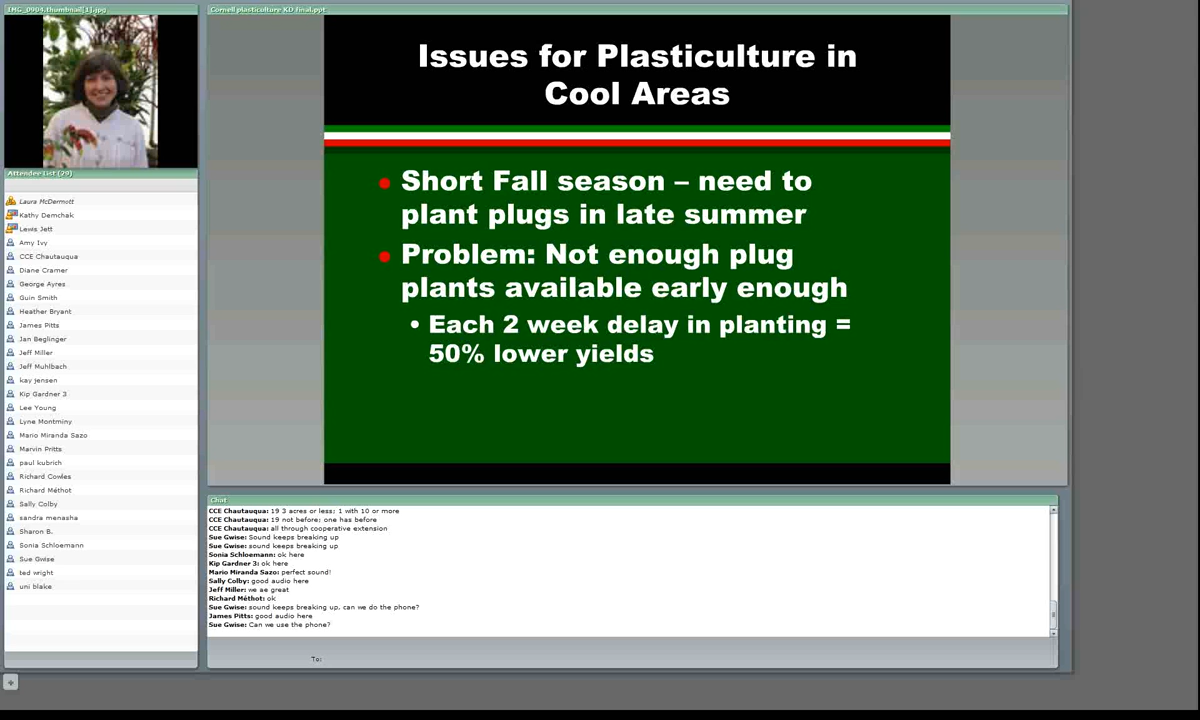 IMG_0904.thumbnail[1].jpg
Attendee List (29)
Laura McDermott
Kathy Demchak
Lewis Jett
Amy Ivy
CCE Chautauqua
Diane Cramer
George Ayres
Guin Smith
Heather Bryant
James Pitts
Jan Beglinger
Jeff Miller
Jeff Muhlbach
kay jensen
Kip Gardner 3
Lee Young
Lyne Montminy
Mario Miranda Sazo
Marvin Pritts
paul kubrich
Richard Cowles
Richard Méthot
Sally Colby
sandra menasha
Sharon B.
Sonia Schloemann
Sue Gwise
ted wright
uni blake
Cornell plasticulture KD final.ppt
Issues for Plasticulture in
Cool Areas
Short Fall season – need to
plant plugs in late summer
Problem: Not enough plug
plants available early enough
• Each 2 week delay in planting =
50% lower yields
Chat
CCE Chautauqua: 19 3 acres or less; 1 with 10 or more
CCE Chautauqua: 19 not before; one has before
CCE Chautauqua: all through cooperative extension
Sue Gwise: Sound keeps breaking up
Sue Gwise: sound keeps breaking up
Sonia Schloemann: ok here
Kip Gardner 3: ok here
Mario Miranda Sazo: perfect sound!
Sally Colby: good audio here
Jeff Miller: we ae great
Richard Méthot: ok
Sue Gwise: sound keeps breaking up, can we do the phone?
James Pitts: good audio here
Sue Gwise: Can we use the phone?
To: